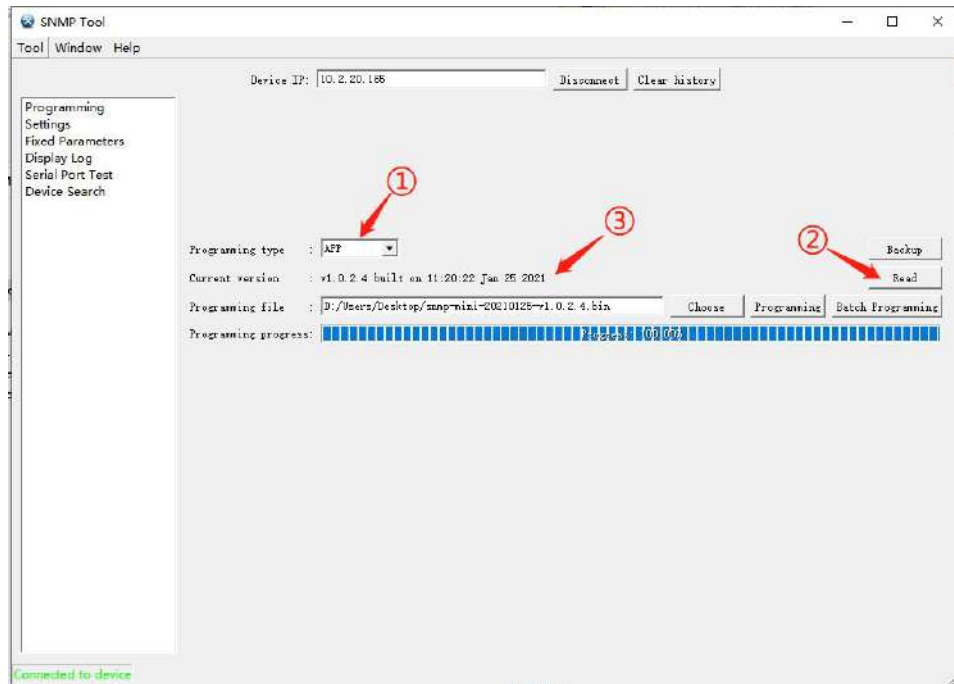 SNMP Tool
Tool Window Help
Device IP: 10.2.20.165 Disconnect Clear history
Programming
Settings
Fixed Parameters
Display Log
Serial Port Test
Device Search
①
③
②
Programming type : APP Backup
Current version : v1.0.2.4 built on 11:20:22 Jan 25 2021 Read
Programming file : D:/Users/Desktop/snmp-mini-20210125-v1.0.2.4.bin Choose Programming Batch Programming
Programming progress: Progress: 100.00%
Connected to device